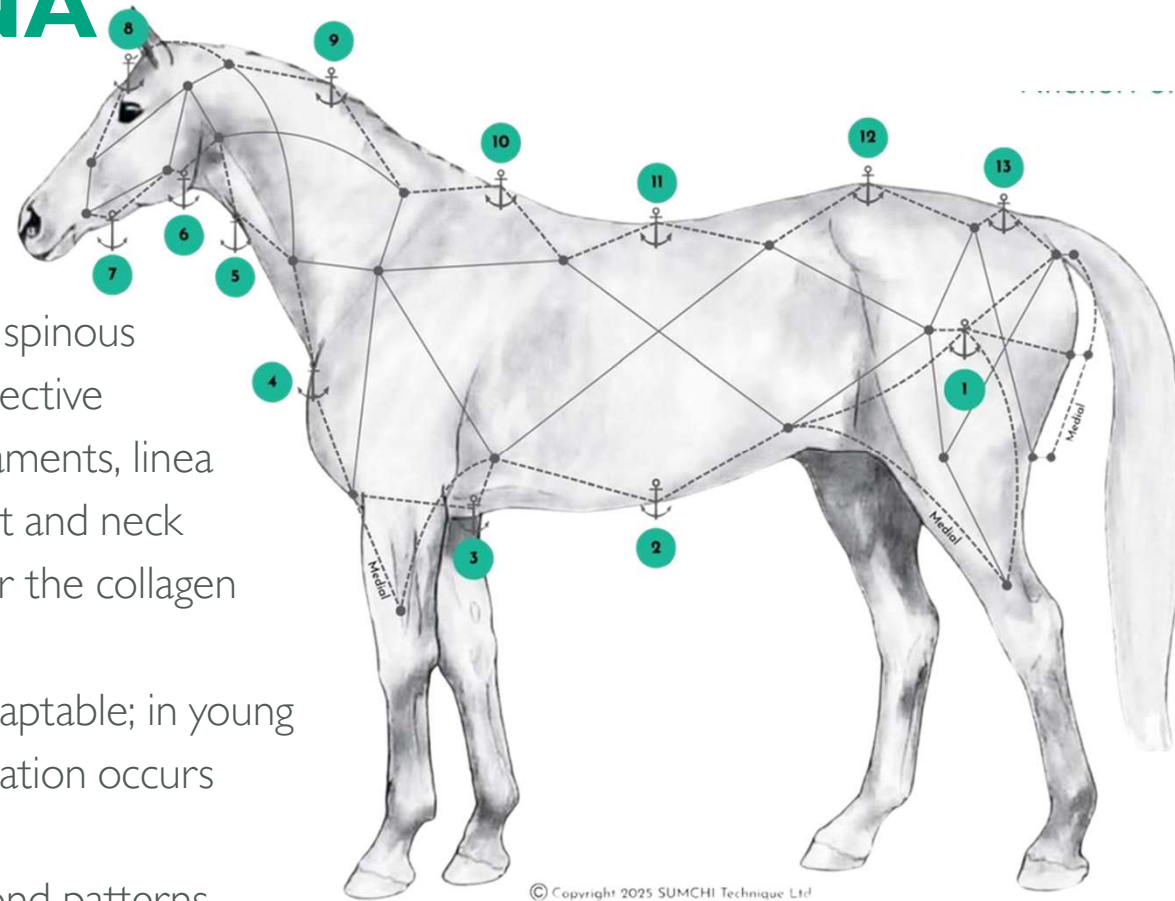 NA
8
9
10
11
12
13
7
6
5
4
3
2
1
Medial
Medial
Medial
spinous
ective
aments, linea
t and neck
r the collagen
aptable; in young
ation occurs
© Copyright 2025 SUMCHI Technique Ltd